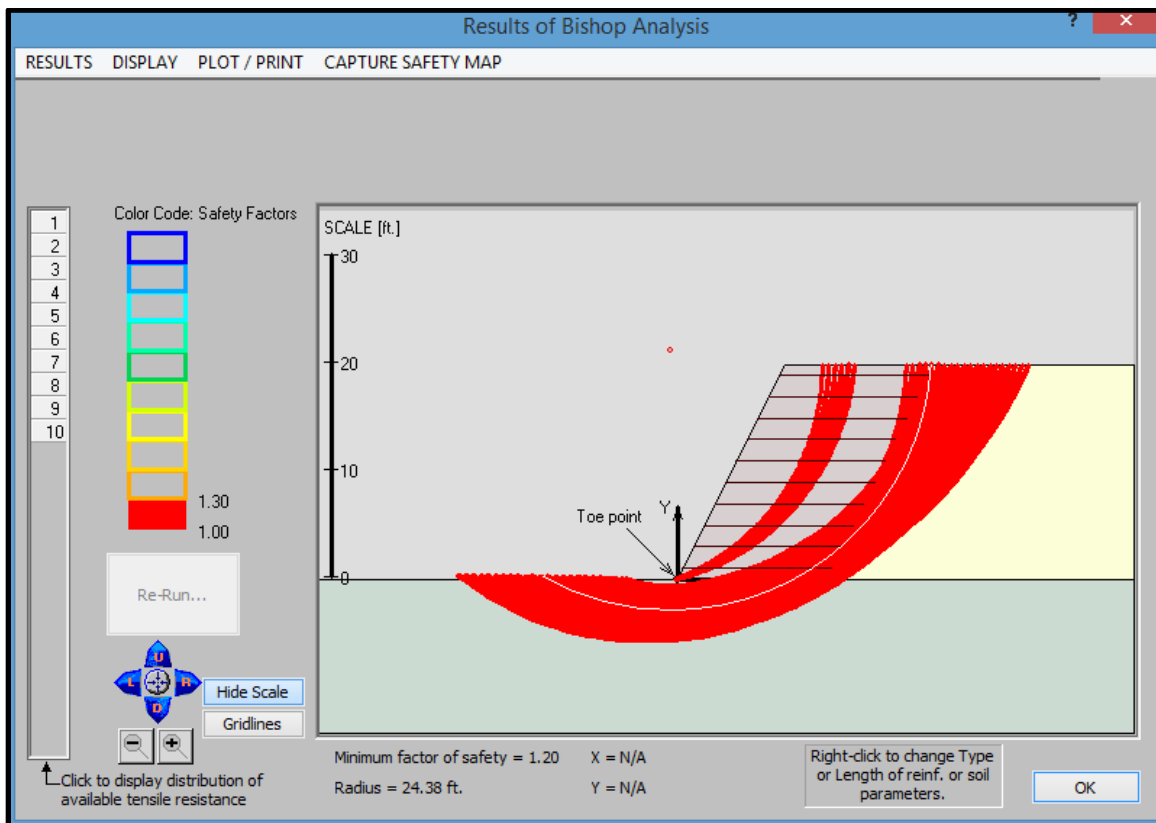 Results of Bishop Analysis
?
×
RESULTS DISPLAY PLOT / PRINT CAPTURE SAFETY MAP
1
2
3
4
5
6
7
8
9
10
Color Code: Safety Factors
1.30
1.00
Re-Run...
U
L R
D
Hide Scale
Gridlines
Click to display distribution of
available tensile resistance
SCALE [ft.]
30
20
10
0
Toe point
Y
Minimum factor of safety = 1.20 X = N/A
Radius = 24.38 ft. Y = N/A
Right-click to change Type
or Length of reinf. or soil
parameters.
OK